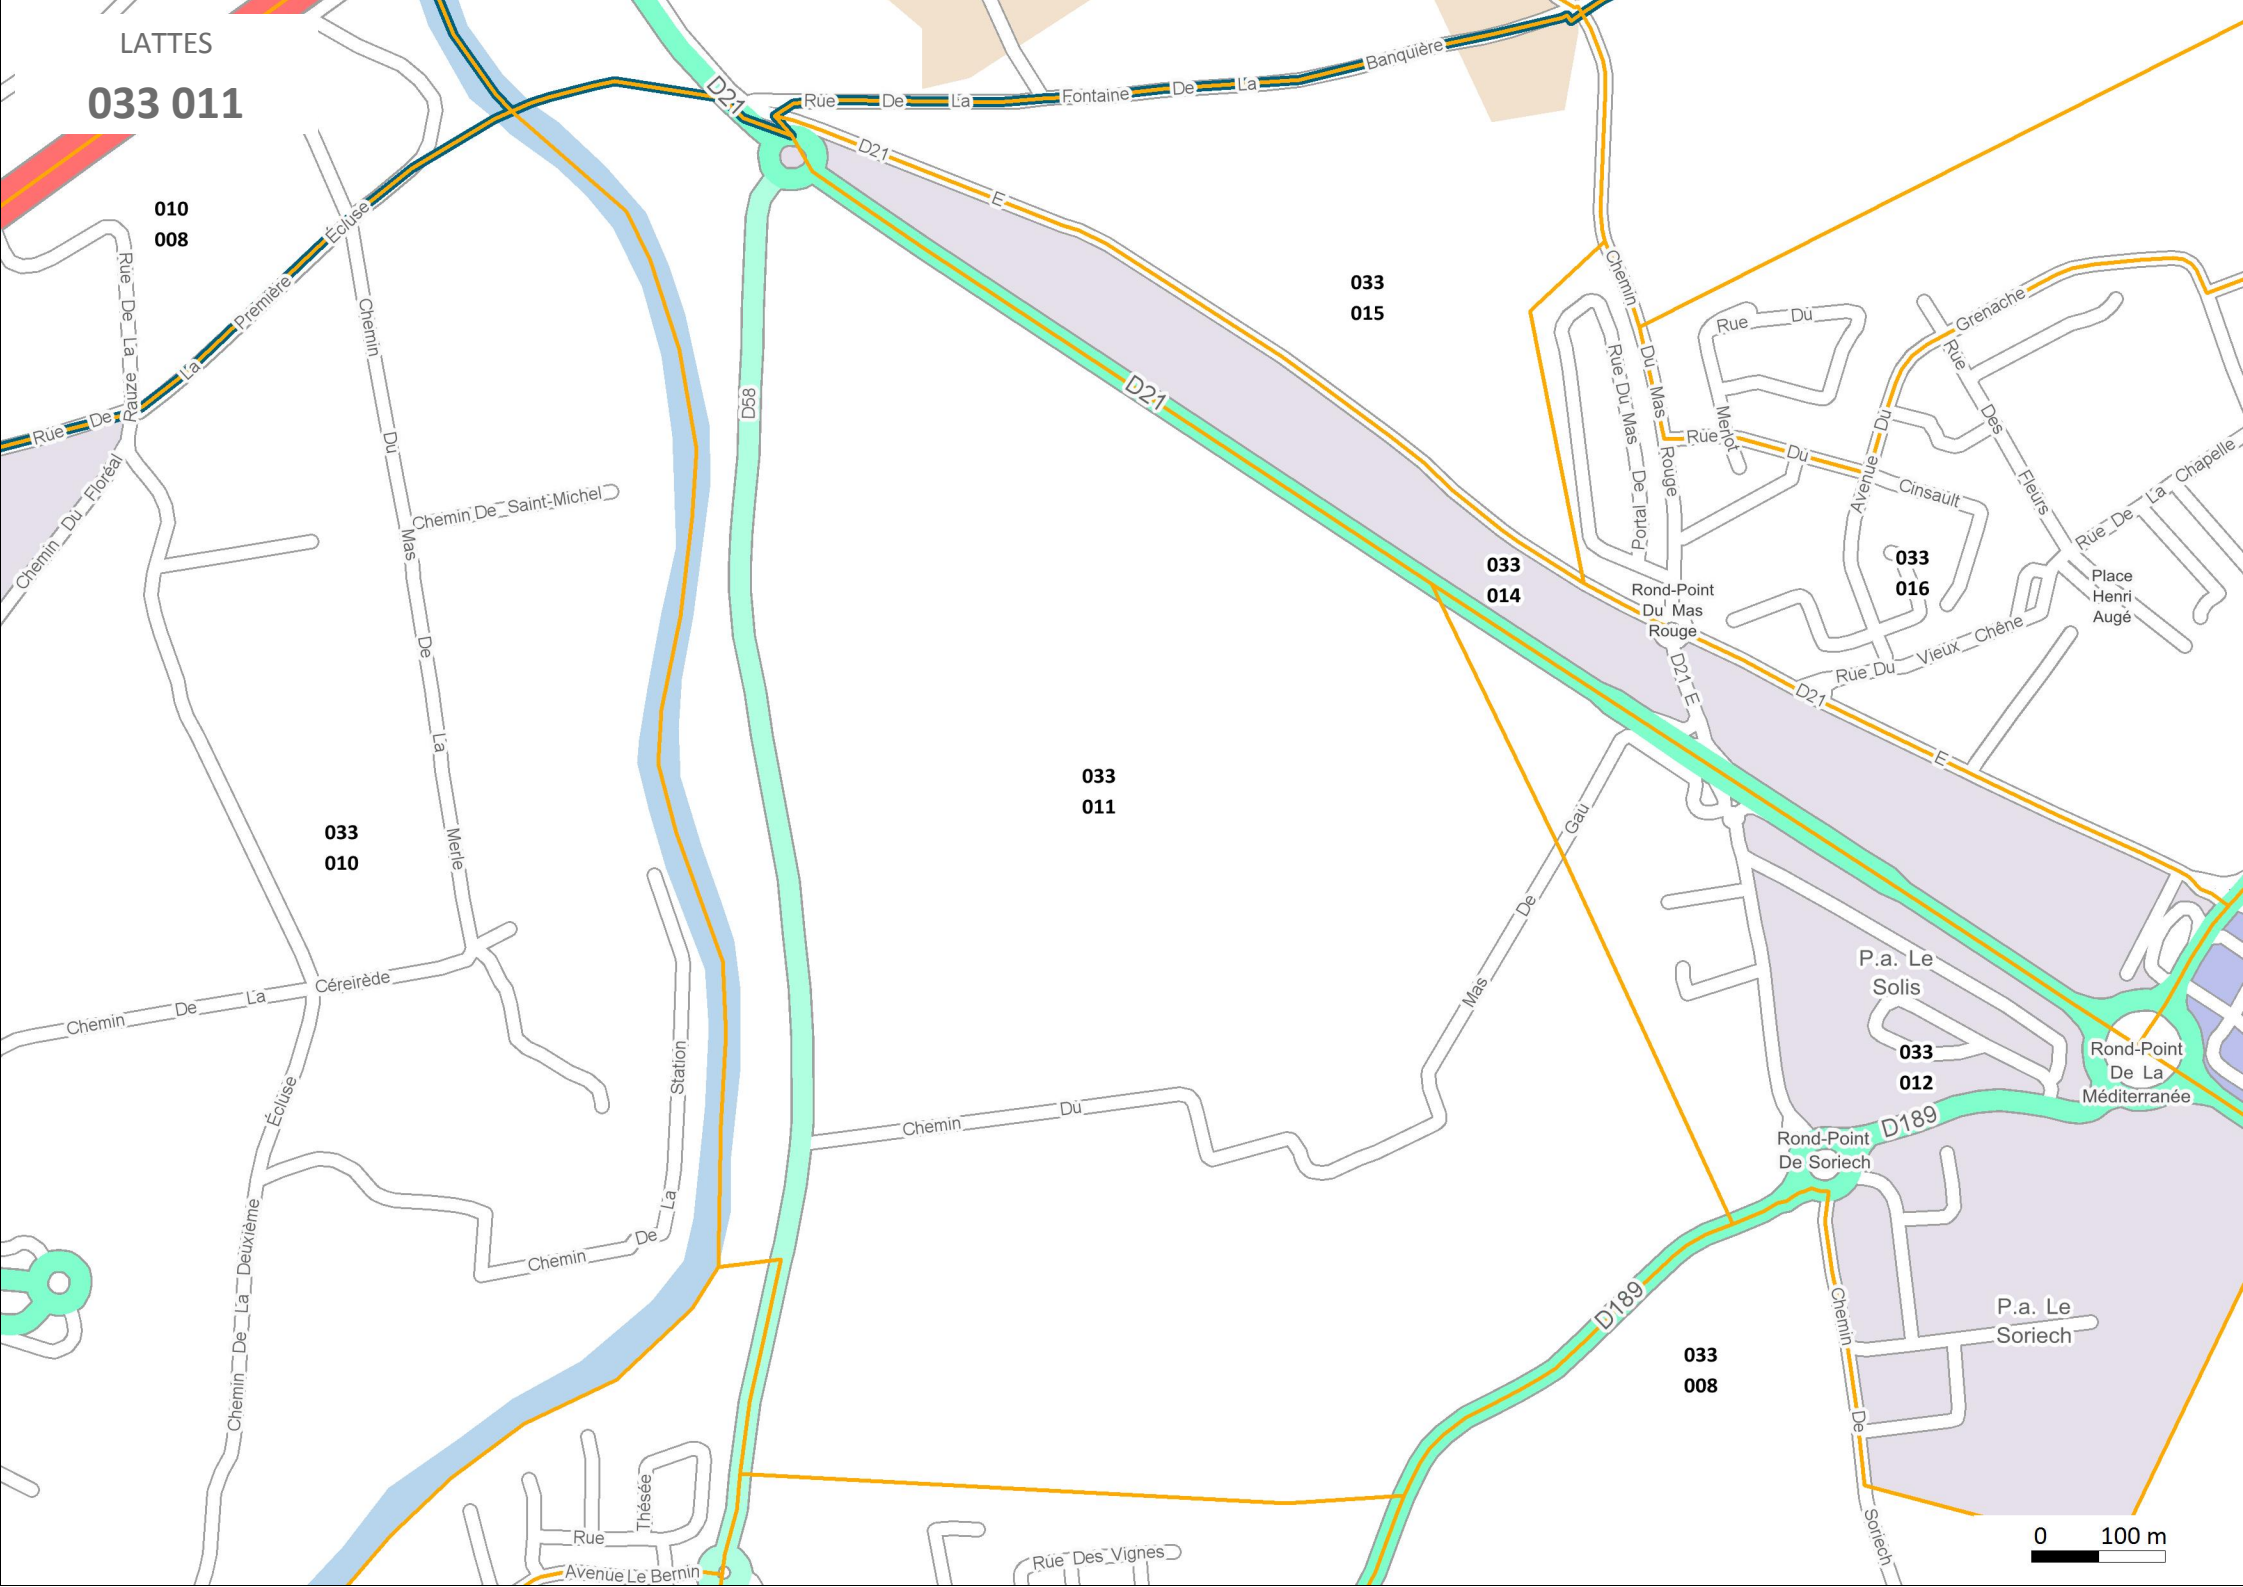 LATTES
033 011
D21
Rue De La Fontaine De La Banquière
D21 E
010
008
Écluse
Première
La
Rue De
Rue De La Rauze
Chemin Du Floréal
Chemin Du Mas De La Merle
Chemin De Saint-Michel
D58
D21
033
015
Chemin Du Mas Rouge
Rue Du Mas De Portal
Rue Du Merlot
Rue Du Cinsault
Avenue Du Grenache
Rue Des Fleurs
Rue De La Chapelle
033
014
033
016
Rond-Point
Du Mas
Rouge
Place
Henri
Augé
D21 E
Rue Du Vieux Chêne
D21 E
033
011
033
010
Chemin Du Mas De Gau
Chemin De La Céreirède
Chemin De La Station
Chemin De La Deuxième Écluse
P.a. Le
Solis
033
012
Rond-Point
De La
Méditerranée
D189
Rond-Point
De Soriech
D189
Chemin De Soriech
P.a. Le
Soriech
033
008
Rue Thésée
Avenue Le Bernin
Rue Des Vignes
0 100 m